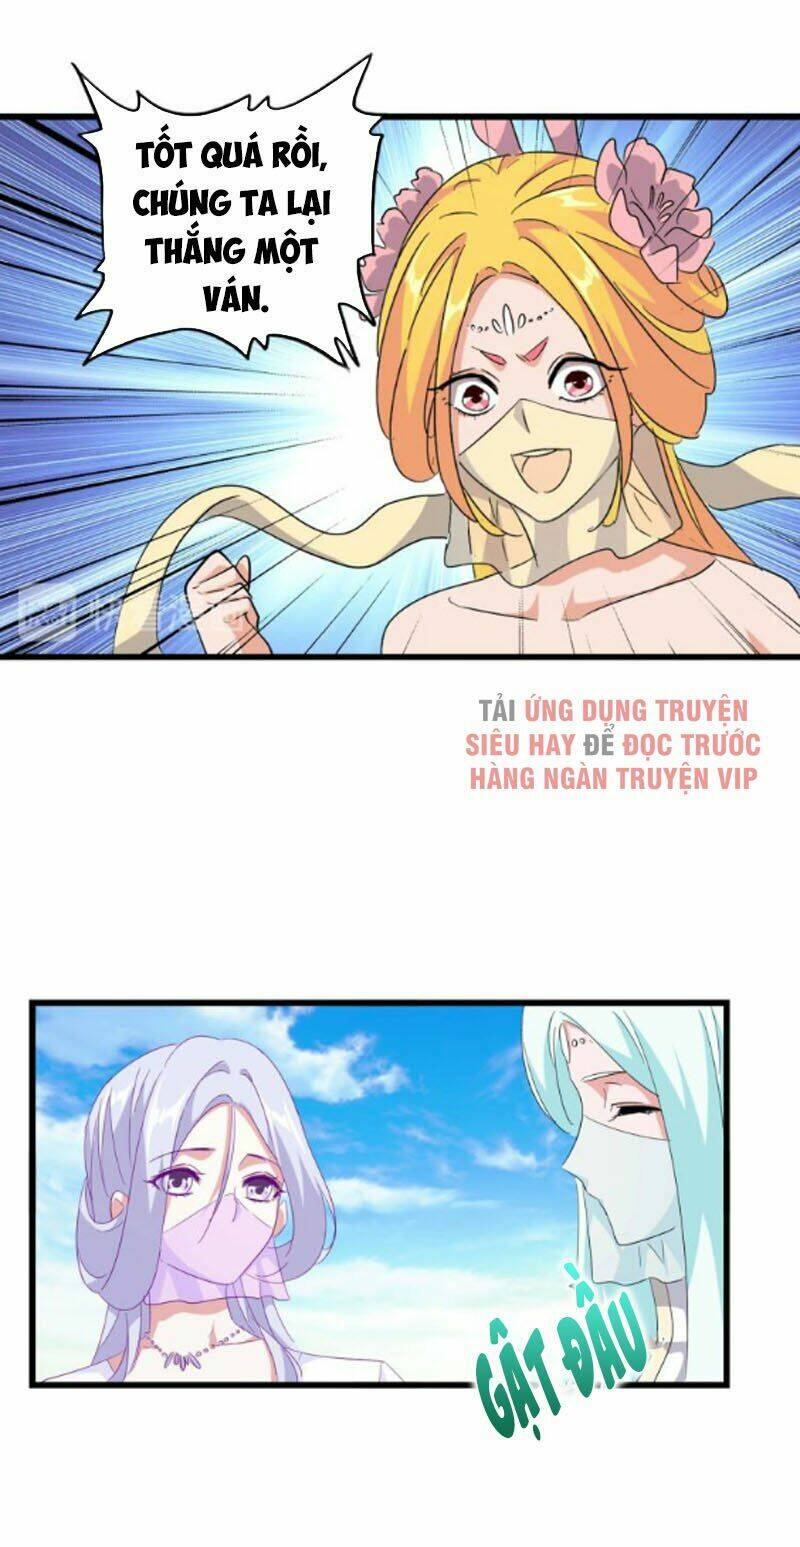 TỐT QUÁ RỒI,
CHÚNG TA LẠI
THẮNG MỘT
VÁN.
TẢI ỨNG DỤNG TRUYỆN
SIÊU HAY ĐỂ ĐỌC TRƯỚC
HÀNG NGÀN TRUYỆN VIP
GẬT ĐẦU